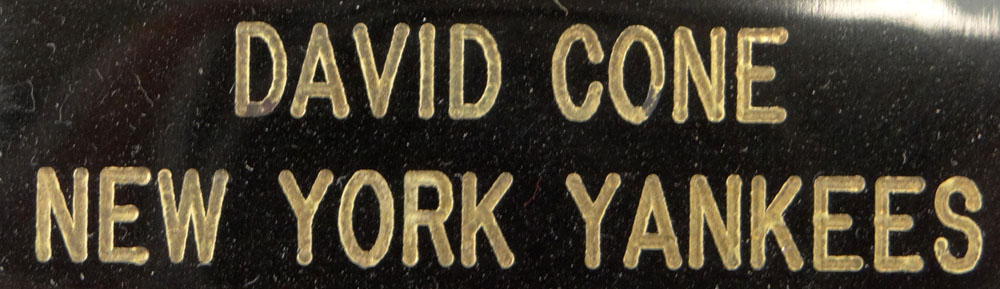 DAVID CONE
NEW YORK YANKEES